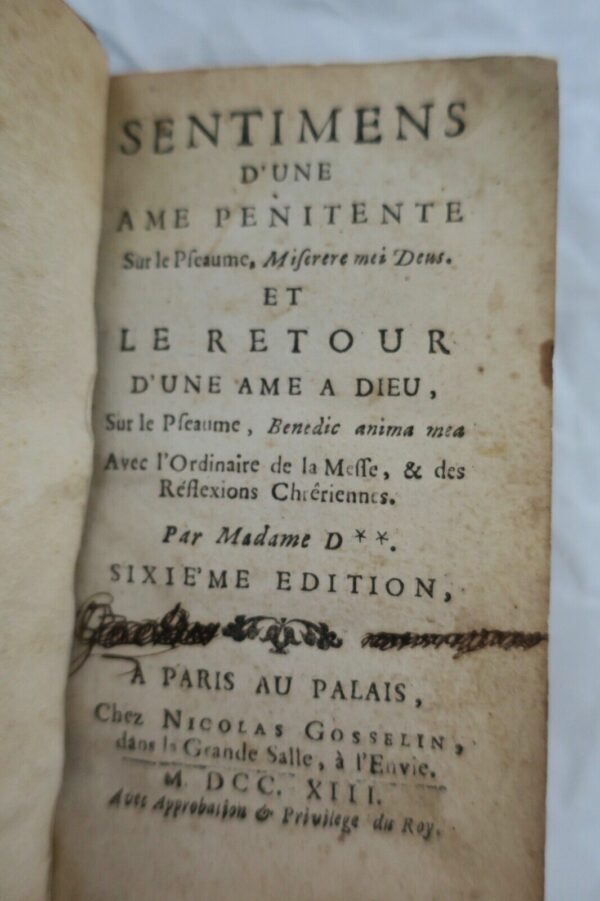 SENTIMENS
D'UNE
AME PENITENTE
Sur le Pſeaume, Miſerere mei Deus.
ET
LE RETOUR
D'UNE AME A DIEU,
Sur le Pſeaume, Benedic anima mea
Avec l'Ordinaire de la Meſſe, & des
Réflexions Chrêriennes.
Par Madame D **.
SIXIE'ME EDITION,
A PARIS AU PALAIS,
Chez NICOLAS GOSSELIN,
dans la Grande Salle, à l'Envie.
M. DCC. XIII.
Avec Approbation & Privilege du Roy.